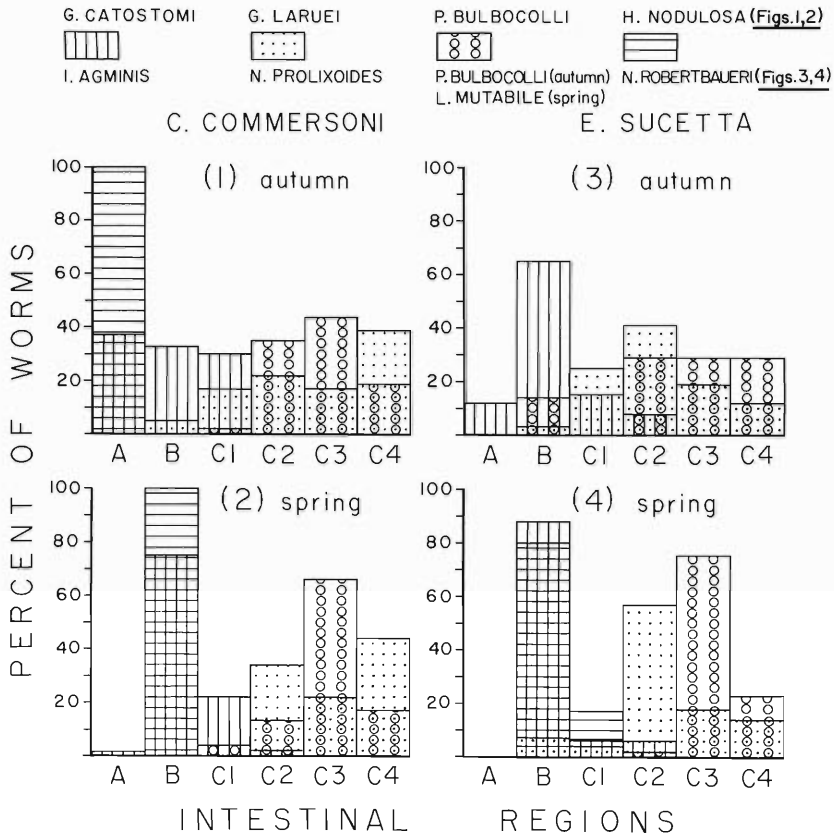 G. CATOSTOMI G. LARUEI P. BULBOCOLLI H. NODULOSA (Figs.1,2)
I. AGMINIS N. PROLIXOIDES P. BULBOCOLLI (autumn) N. ROBERTBAUERI (Figs.3,4)
L. MUTABILE (spring)
C. COMMERSONI E. SUCETTA
PERCENT OF WORMS
(1) autumn
100
80
60
40
20
A B C1 C2 C3 C4
(3) autumn
100
80
60
40
20
A B C1 C2 C3 C4
(2) spring
100
80
60
40
20
A B C1 C2 C3 C4
(4) spring
100
80
60
40
20
A B C1 C2 C3 C4
INTESTINAL REGIONS